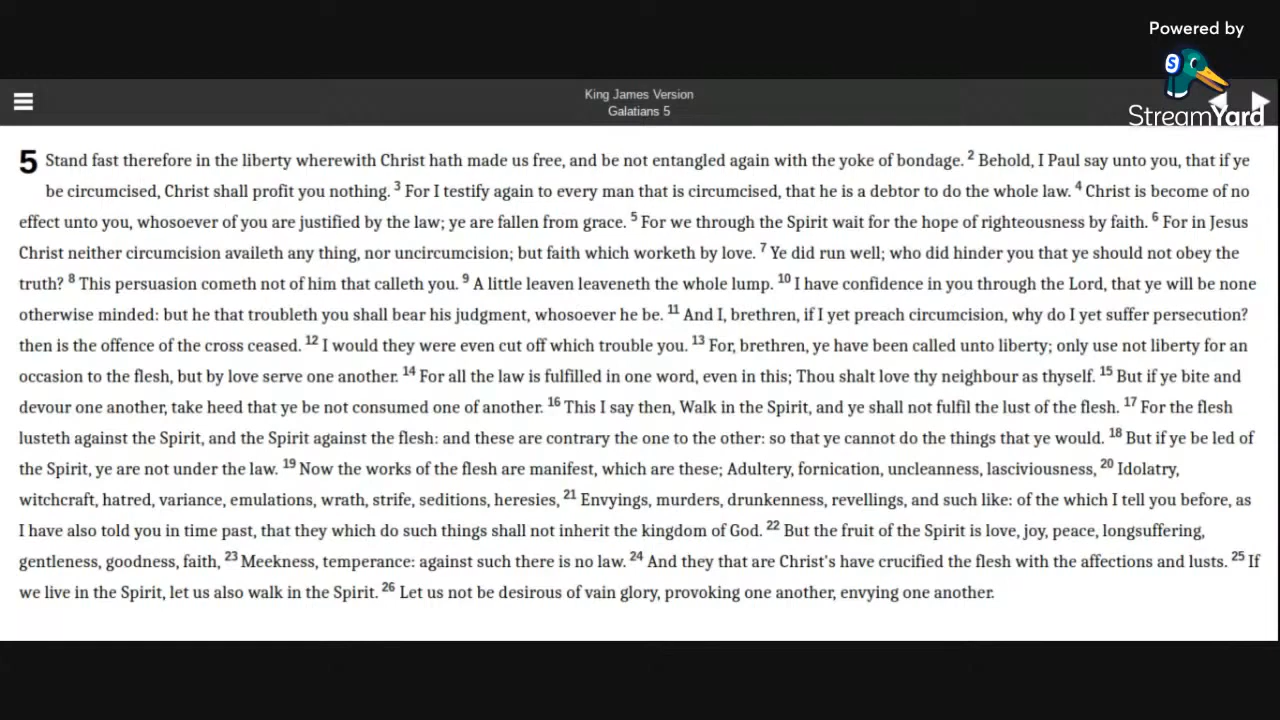 Powered by
S
StreamYard
King James Version
Galatians 5
5 Stand fast therefore in the liberty wherewith Christ hath made us free, and be not entangled again with the yoke of bondage. 2 Behold, I Paul say unto you, that if ye
be circumcised, Christ shall profit you nothing. 3 For I testify again to every man that is circumcised, that he is a debtor to do the whole law. 4 Christ is become of no
effect unto you, whosoever of you are justified by the law; ye are fallen from grace. 5 For we through the Spirit wait for the hope of righteousness by faith. 6 For in Jesus
Christ neither circumcision availeth any thing, nor uncircumcision; but faith which worketh by love. 7 Ye did run well; who did hinder you that ye should not obey the
truth? 8 This persuasion cometh not of him that calleth you. 9 A little leaven leaveneth the whole lump. 10 I have confidence in you through the Lord, that ye will be none
otherwise minded: but he that troubleth you shall bear his judgment, whosoever he be. 11 And I, brethren, if I yet preach circumcision, why do I yet suffer persecution?
then is the offence of the cross ceased. 12 I would they were even cut off which trouble you. 13 For, brethren, ye have been called unto liberty; only use not liberty for an
occasion to the flesh, but by love serve one another. 14 For all the law is fulfilled in one word, even in this; Thou shalt love thy neighbour as thyself. 15 But if ye bite and
devour one another, take heed that ye be not consumed one of another. 16 This I say then, Walk in the Spirit, and ye shall not fulfil the lust of the flesh. 17 For the flesh
lusteth against the Spirit, and the Spirit against the flesh: and these are contrary the one to the other: so that ye cannot do the things that ye would. 18 But if ye be led of
the Spirit, ye are not under the law. 19 Now the works of the flesh are manifest, which are these; Adultery, fornication, uncleanness, lasciviousness, 20 Idolatry,
witchcraft, hatred, variance, emulations, wrath, strife, seditions, heresies, 21 Envyings, murders, drunkenness, revellings, and such like: of the which I tell you before, as
I have also told you in time past, that they which do such things shall not inherit the kingdom of God. 22 But the fruit of the Spirit is love, joy, peace, longsuffering,
gentleness, goodness, faith, 23 Meekness, temperance: against such there is no law. 24 And they that are Christ's have crucified the flesh with the affections and lusts. 25 If
we live in the Spirit, let us also walk in the Spirit. 26 Let us not be desirous of vain glory, provoking one another, envying one another.